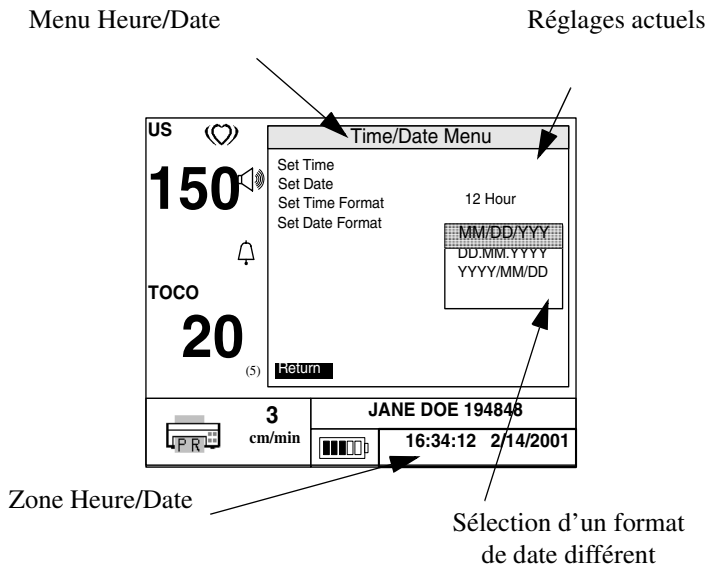 Menu Heure/Date
Réglages actuels
US
Time/Date Menu
150
Set Time
Set Date
Set Time Format
12 Hour
Set Date Format
MM/DD/YYY
DD.MM.YYYY
YYYY/MM/DD
TOCO
20
(5)
Return
3
cm/min
JANE DOE 194848
PR
16:34:12 2/14/2001
Zone Heure/Date
Sélection d’un format
de date différent